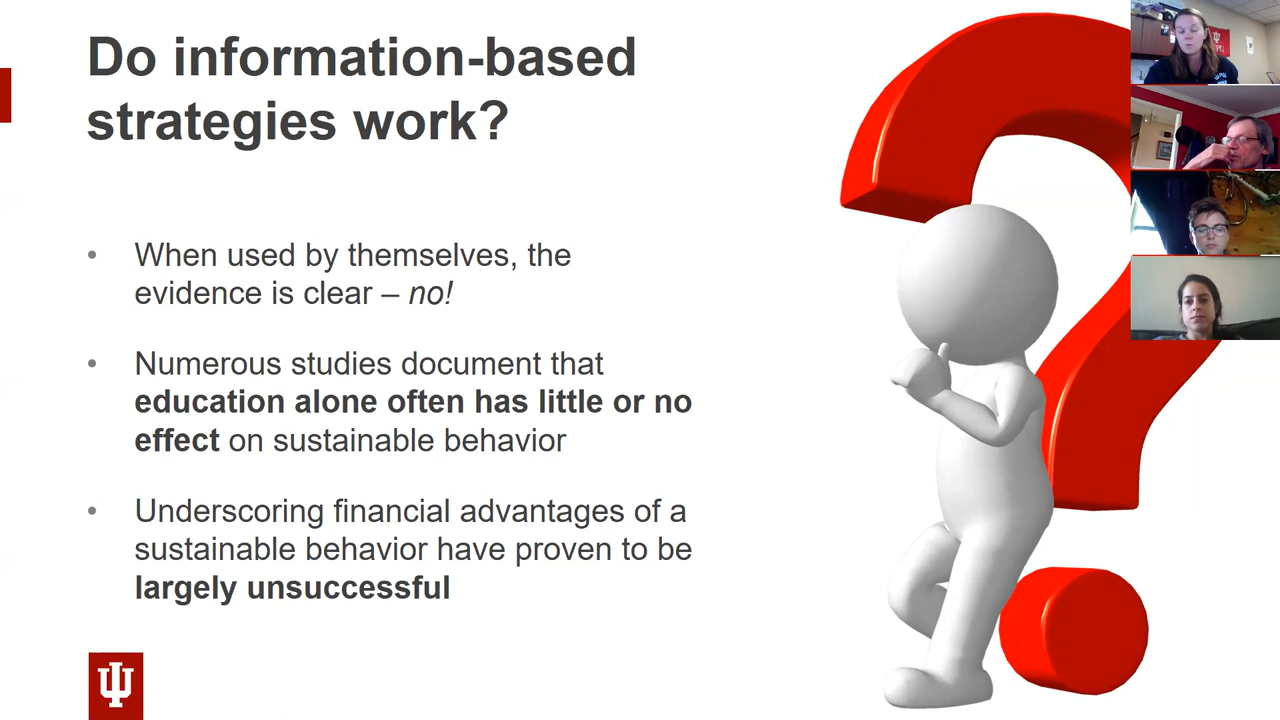 Do information-based
strategies work?
• When used by themselves, the
evidence is clear – no!
• Numerous studies document that
education alone often has little or no
effect on sustainable behavior
• Underscoring financial advantages of a
sustainable behavior have proven to be
largely unsuccessful